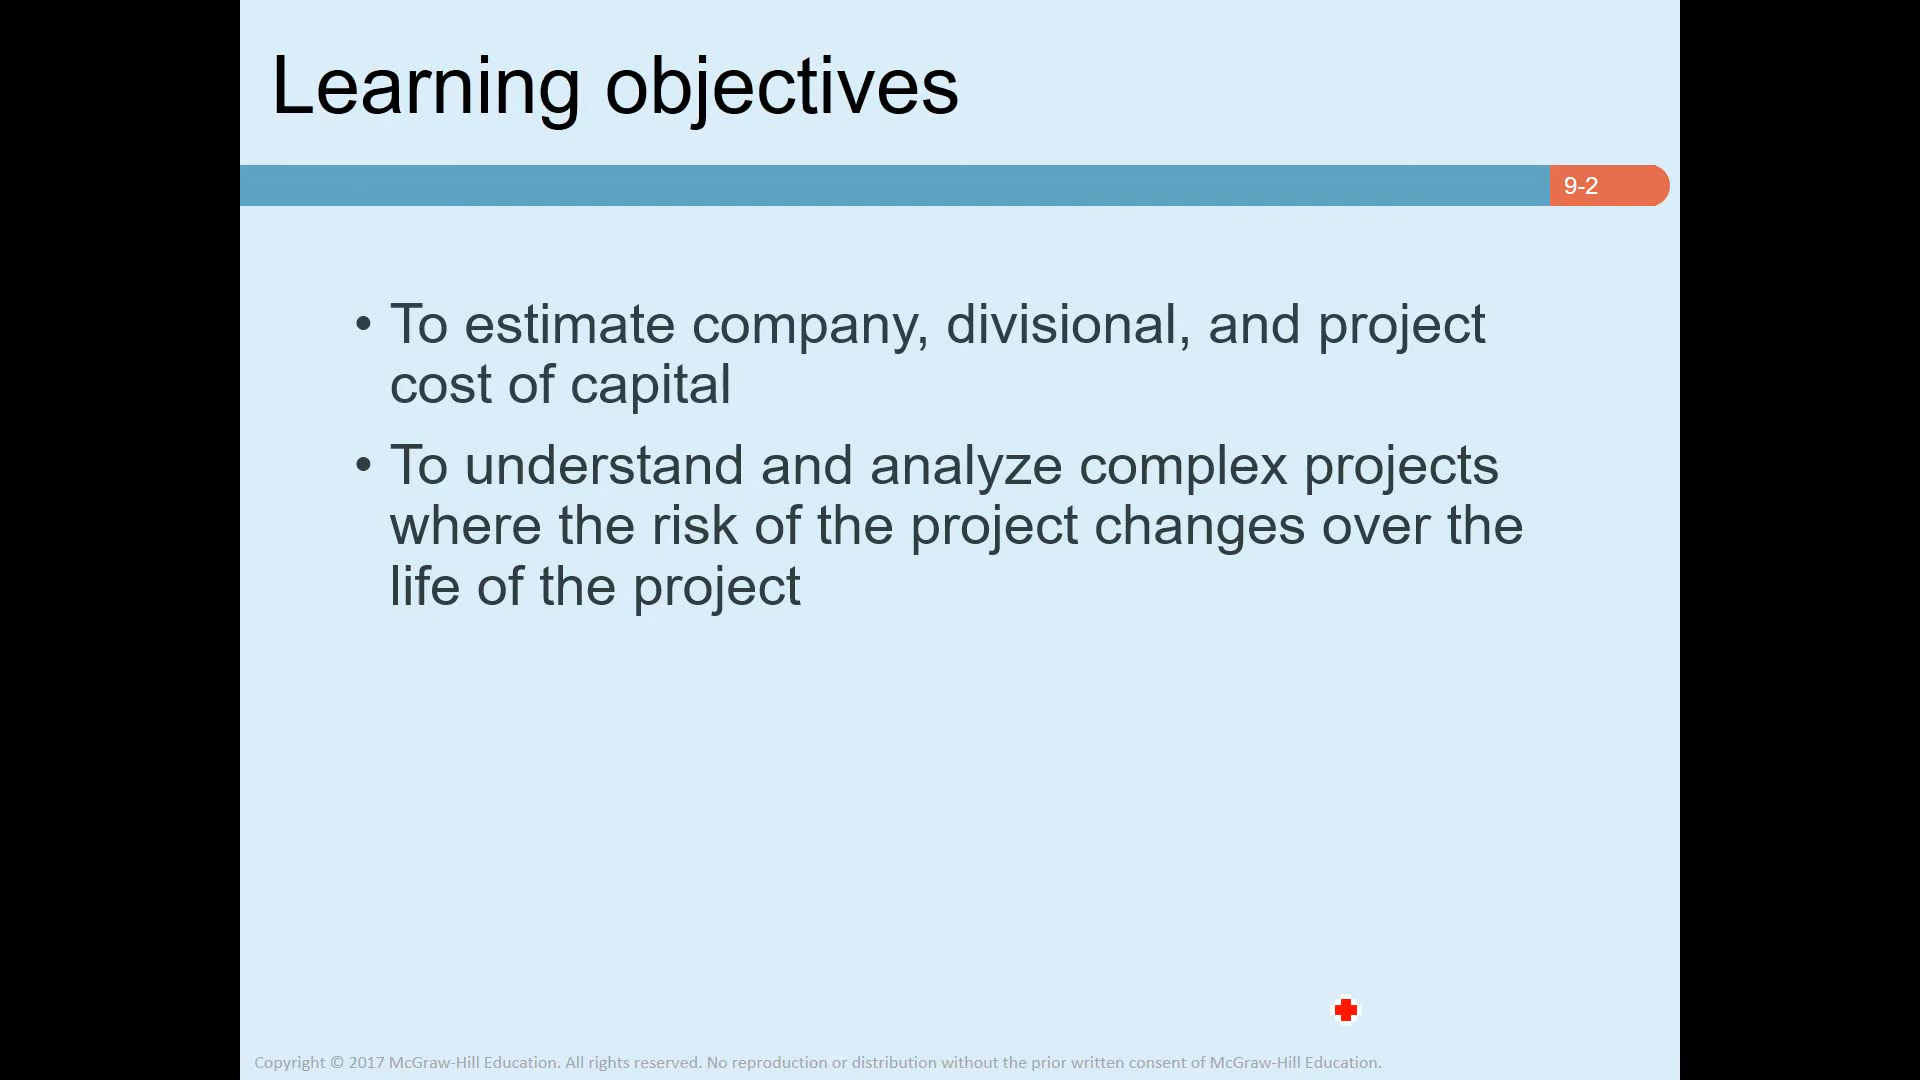 Learning objectives
9-2
• To estimate company, divisional, and project
cost of capital
• To understand and analyze complex projects
where the risk of the project changes over the
life of the project
Copyright © 2017 McGraw-Hill Education. All rights reserved. No reproduction or distribution without the prior written consent of McGraw-Hill Education.